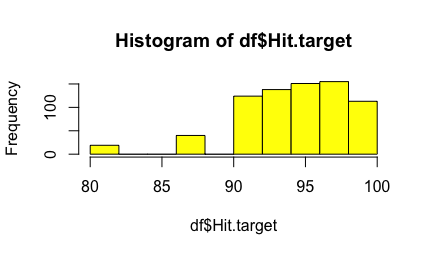 Histogram of df$Hit.target
Frequency
100
0
80 85 90 95 100
df$Hit.target